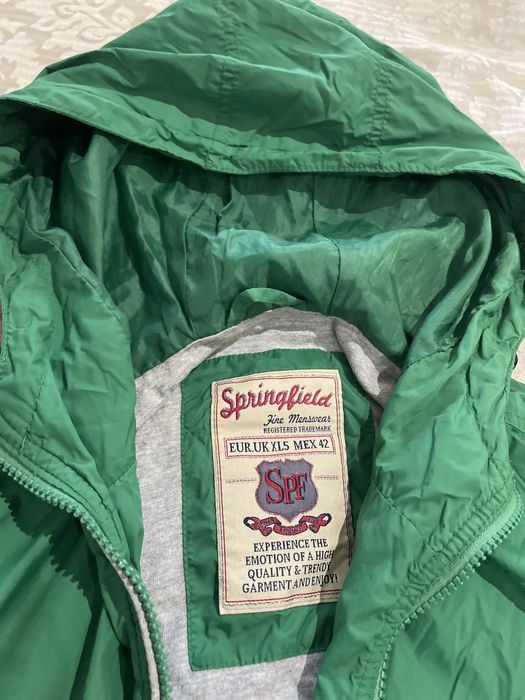 Springfield
Fine Menswear
REGISTERED TRADEMARK
EUR.UK XL5 MEX 42
SPF
EXPERIENCE THE
EMOTION OF A HIGH
QUALITY & TRENDY
GARMENT AND ENJOY!